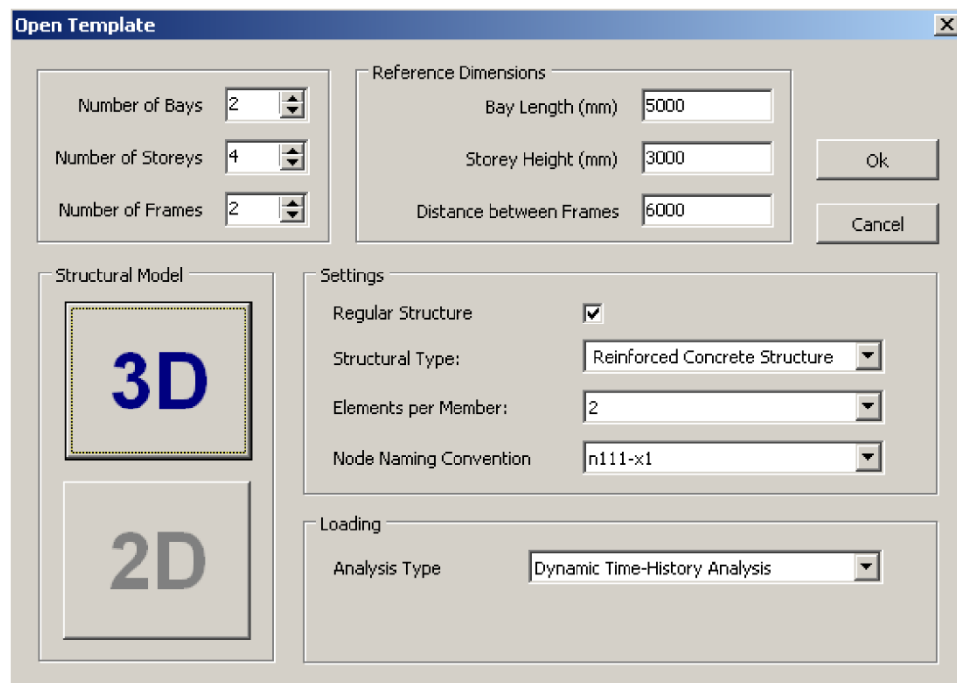 Open Template
Number of Bays 2
Number of Storeys 4
Number of Frames 2
Reference Dimensions
Bay Length (mm) 5000
Storey Height (mm) 3000
Distance between Frames 6000
Ok
Cancel
Structural Model
3D
2D
Settings
Regular Structure
Structural Type: Reinforced Concrete Structure
Elements per Member: 2
Node Naming Convention n111-x1
Loading
Analysis Type Dynamic Time-History Analysis